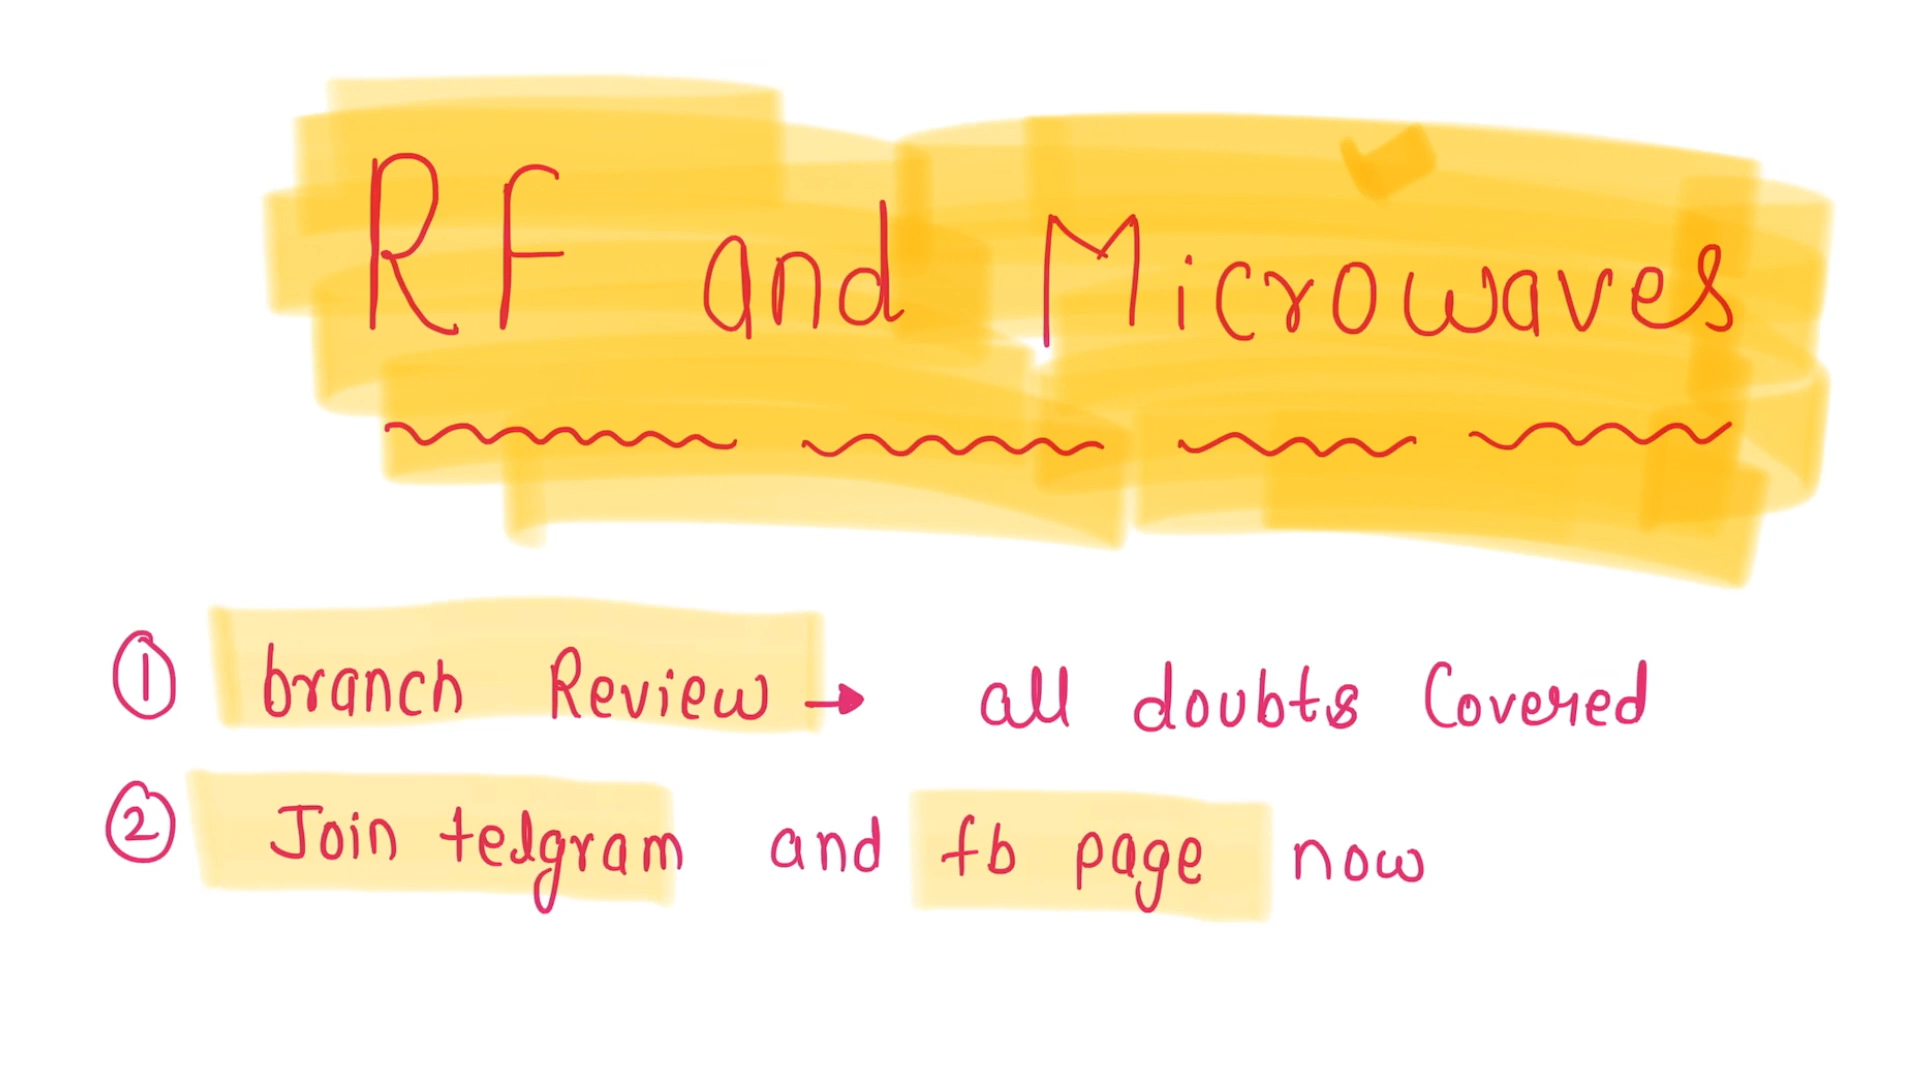 RF and Microwaves
① branch Review → all doubts Covered
② Join telgram and fb page now